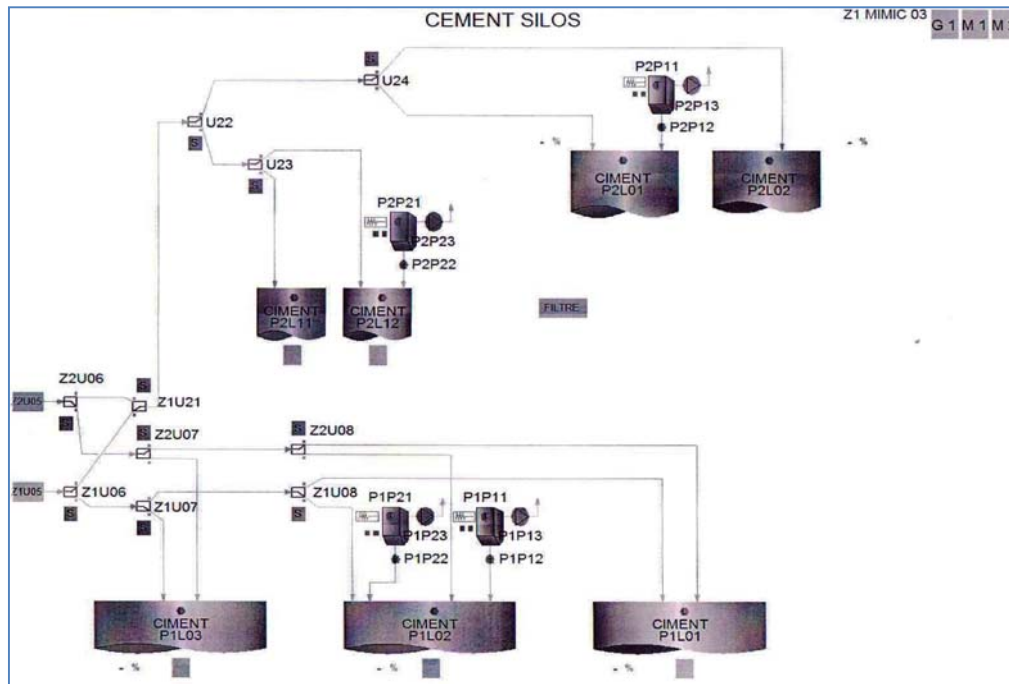 CEMENT SILOS
Z1 MIMIC 03
G 1
M 1
M
S
U24
P2P11
P2P13
U22
P2P12
S
- %
- %
U23
S
CIMENT
P2L01
CIMENT
P2L02
P2P21
P2P23
P2P22
CIMENT
P2L11
CIMENT
P2L12
FILTRE
Z2U06
S
Z2U05
Z1U21
S
S
Z2U07
S
Z2U08
Z1U05
Z1U06
Z1U08
S
Z1U07
S
S
P1P21
P1P11
P1P23
P1P13
P1P22
P1P12
CIMENT
P1L03
CIMENT
P1L02
CIMENT
P1L01
- %
- %
- %